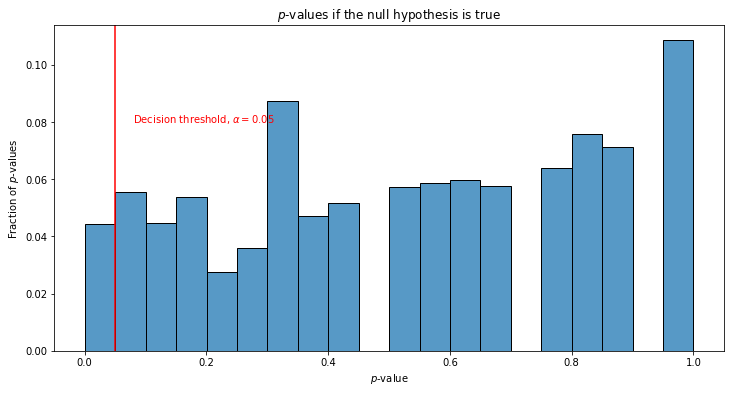 p-values if the null hypothesis is true
0.10
0.08
0.06
0.04
0.02
0.00
Fraction of p-values
Decision threshold, α = 0.05
0.0 0.2 0.4 0.6 0.8 1.0
p-value